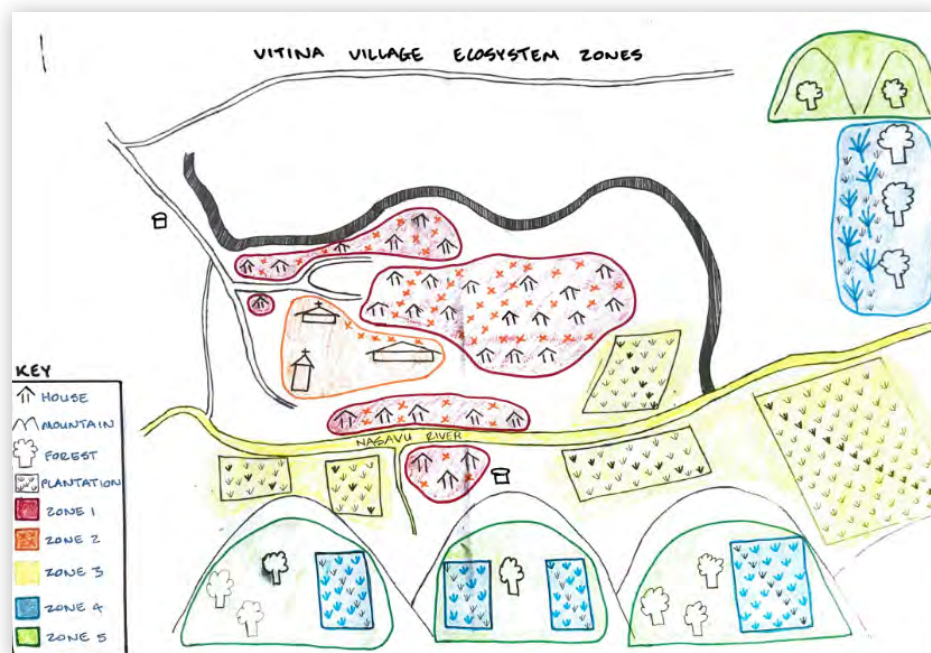 VITINA VILLAGE ECOSYSTEM ZONES
NASAVU RIVER
KEY
HOUSE
MOUNTAIN
FOREST
PLANTATION
ZONE 1
ZONE 2
ZONE 3
ZONE 4
ZONE 5